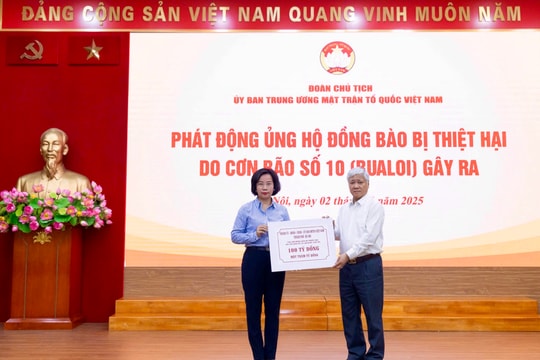 ĐẢNG CỘNG SẢN VIỆT NAM QUANG VINH MUÔN NĂM
ĐOÀN CHỦ TỊCH
ỦY BAN TRUNG ƯƠNG MẶT TRẬN TỔ QUỐC VIỆT NAM
PHÁT ĐỘNG ỦNG HỘ ĐỒNG BÀO BỊ THIỆT HẠI
DO CƠN BÃO SỐ 10 (BUALOI) GÂY RA
Nội, ngày 02 2025
100 TỶ ĐỒNG